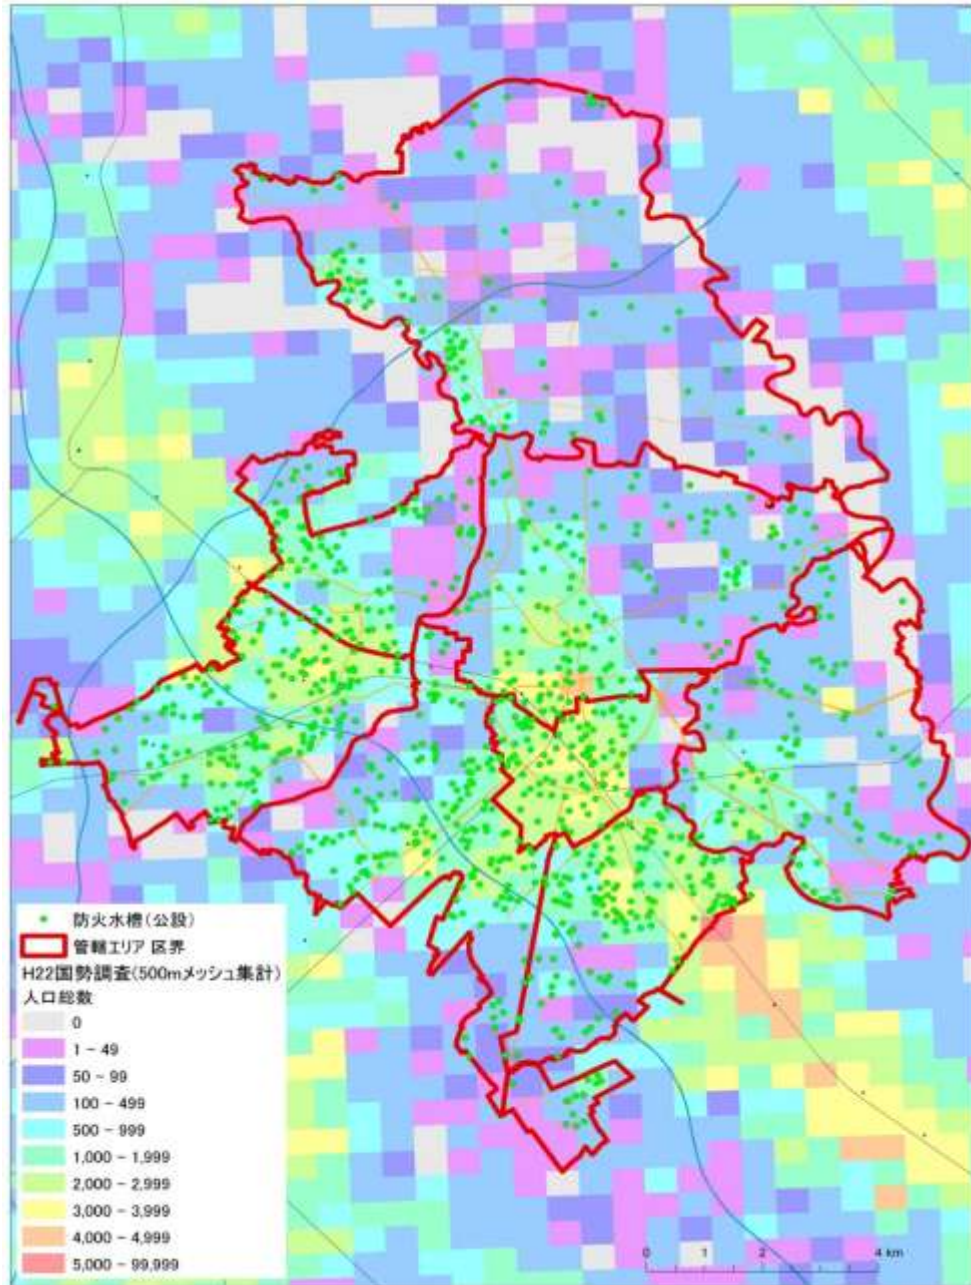 防火水槽(公設)
管轄エリア 区界
H22国勢調査(500mメッシュ集計)
人口総数
0
1 - 49
50 - 99
100 - 499
500 - 999
1,000 - 1,999
2,000 - 2,999
3,000 - 3,999
4,000 - 4,999
5,000 - 99,999
0 1 2 4 km